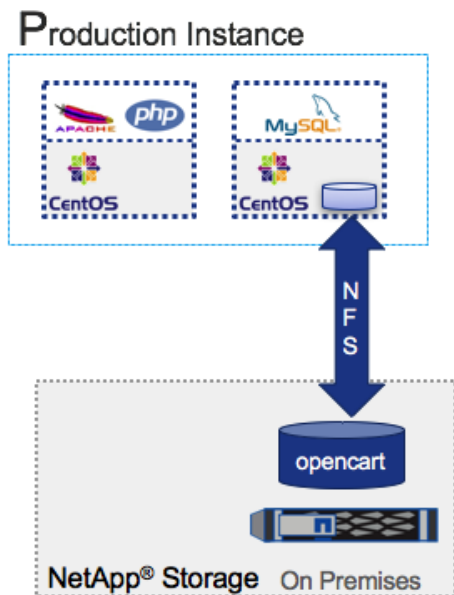 Production Instance
APACHE php
MySQL®
CentOS
CentOS
N
F
S
opencart
NetApp® Storage On Premises